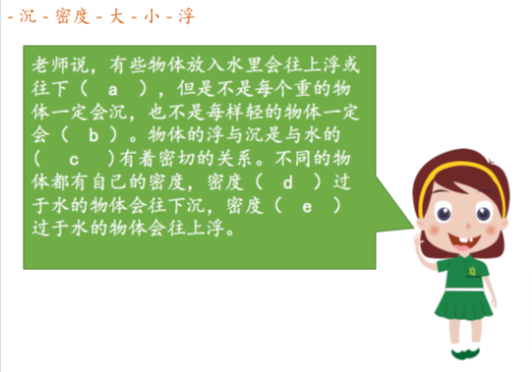 - 沉 - 密度 - 大 - 小 - 浮
老师说，有些物体放入水里会往上浮或
往下（ a ），但是不是每个重的物
体一定会沉，也不是每样轻的物体一定
会（ b ）。物体的浮与沉是与水的
（ c ）有着密切的关系。不同的物
体都有自己的密度，密度（ d ）过
于水的物体会往下沉，密度（ e ）
过于水的物体会往上浮。